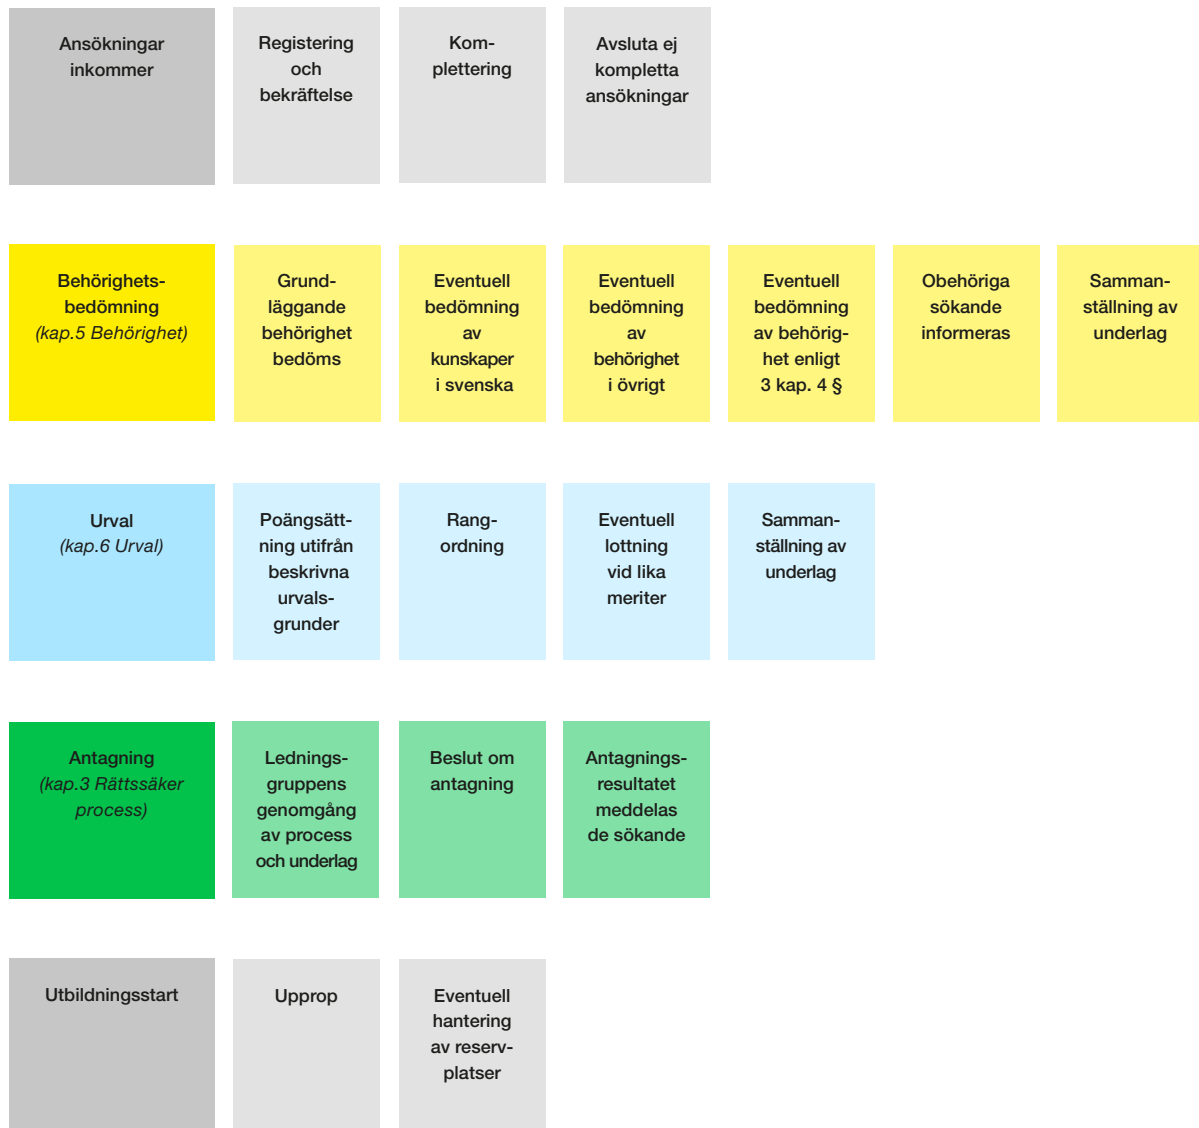 Ansökningar
inkommer
Registering
och
bekräftelse
Kom-
plettering
Avsluta ej
kompletta
ansökningar
Behörighets-
bedömning
(kap.5 Behörighet)
Grund-
läggande
behörighet
bedöms
Eventuell
bedömning
av
kunskaper
i svenska
Eventuell
bedömning
av
behörighet
i övrigt
Eventuell
bedömning
av behörig-
het enligt
3 kap. 4 §
Obehöriga
sökande
informeras
Samman-
ställning av
underlag
Urval
(kap.6 Urval)
Poängsätt-
ning utifrån
beskrivna
urvals-
grunder
Rang-
ordning
Eventuell
lottning
vid lika
meriter
Samman-
ställning av
underlag
Antagning
(kap.3 Rättssäker
process)
Lednings-
gruppens
genomgång
av process
och underlag
Beslut om
antagning
Antagnings-
resultatet
meddelas
de sökande
Utbildningsstart
Upprop
Eventuell
hantering
av reserv-
platser